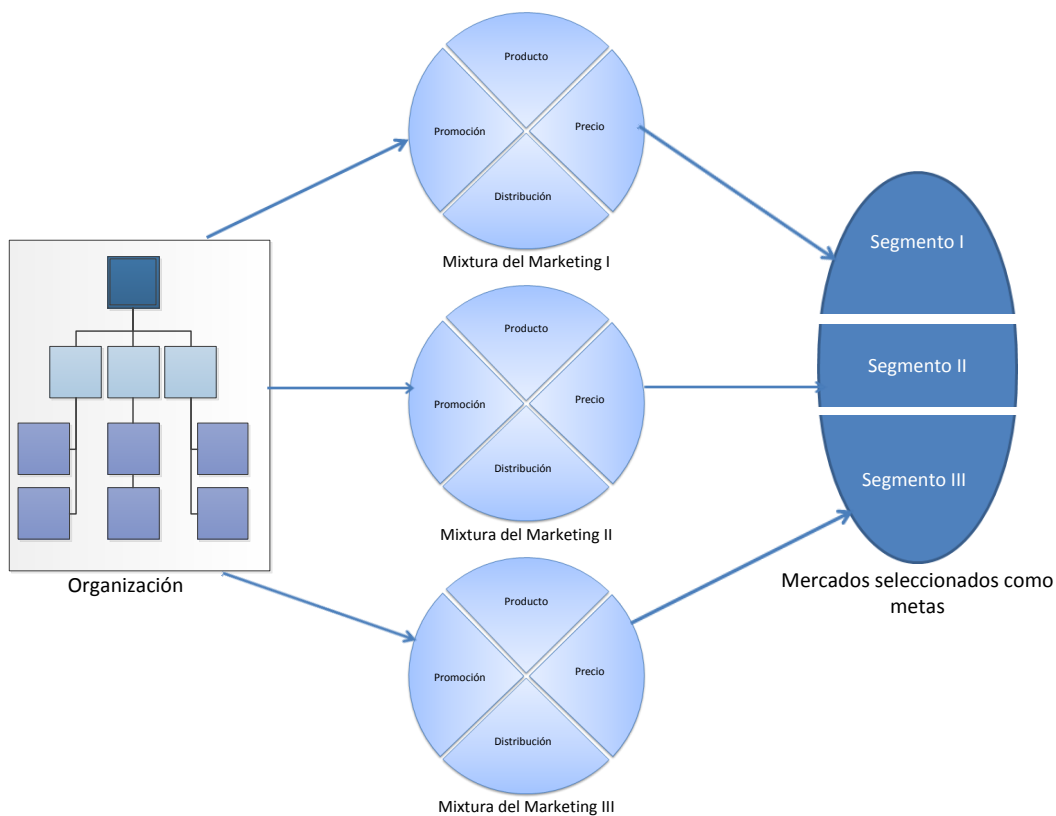 Producto
Promoción
Precio
Distribución
Mixtura del Marketing I
Organización
Producto
Promoción
Precio
Distribución
Mixtura del Marketing II
Producto
Promoción
Precio
Distribución
Mixtura del Marketing III
Segmento I
Segmento II
Segmento III
Mercados seleccionados como
metas